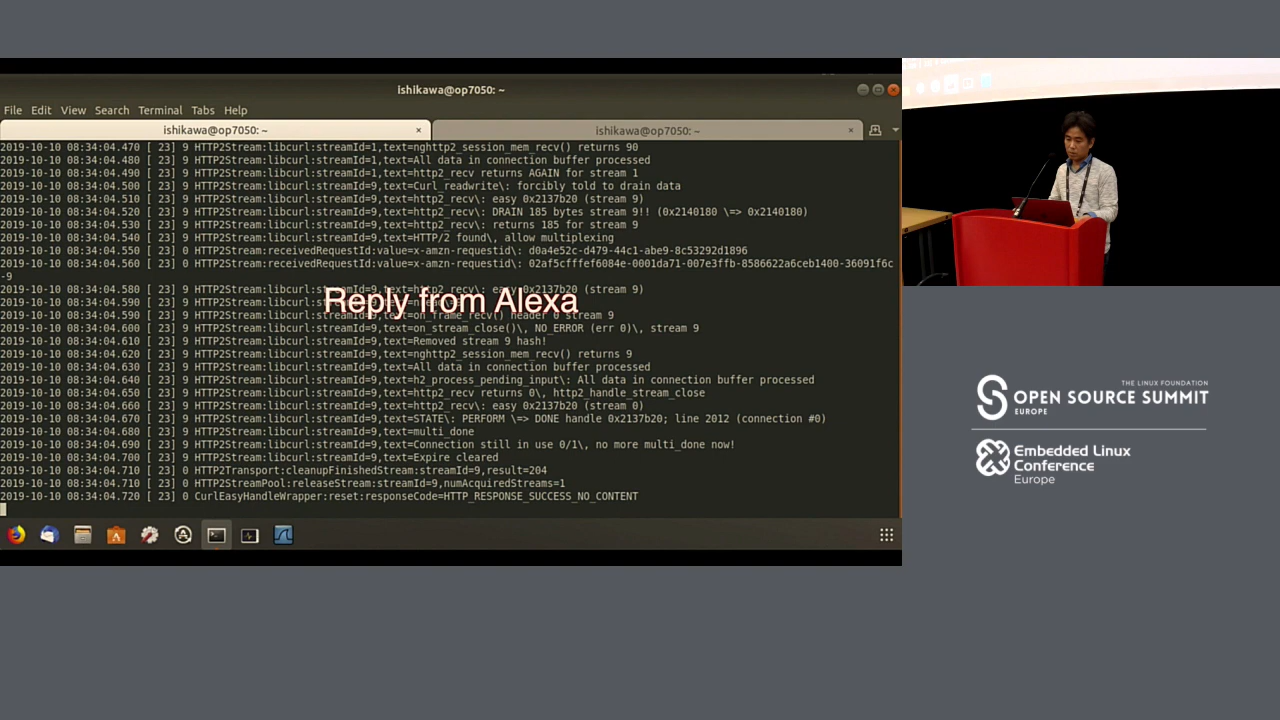 ishikawa@op7050: ~
File Edit View Search Terminal Tabs Help
ishikawa@op7050: ~ × ishikawa@op7050: ~ ×
2019-10-10 08:34:04.470 [ 23] 9 HTTP2Stream:libcurl:streamId=1,text=nghttp2_session_mem_recv() returns 90
2019-10-10 08:34:04.480 [ 23] 9 HTTP2Stream:libcurl:streamId=1,text=All data in connection buffer processed
2019-10-10 08:34:04.490 [ 23] 9 HTTP2Stream:libcurl:streamId=1,text=http2_recv returns AGAIN for stream 1
2019-10-10 08:34:04.500 [ 23] 9 HTTP2Stream:libcurl:streamId=9,text=Curl_readwrite\: forcibly told to drain data
2019-10-10 08:34:04.510 [ 23] 9 HTTP2Stream:libcurl:streamId=9,text=http2_recv\: easy 0x2137b20 (stream 9)
2019-10-10 08:34:04.520 [ 23] 9 HTTP2Stream:libcurl:streamId=9,text=http2_recv\: DRAIN 185 bytes stream 9!! (0x2140180 \=> 0x2140180)
2019-10-10 08:34:04.530 [ 23] 9 HTTP2Stream:libcurl:streamId=9,text=http2_recv\: returns 185 for stream 9
2019-10-10 08:34:04.540 [ 23] 9 HTTP2Stream:libcurl:streamId=9,text=HTTP/2 found\, allow multiplexing
2019-10-10 08:34:04.550 [ 23] 0 HTTP2Stream:receivedRequestId:value=x-amzn-requestid\: d0a4e52c-d479-44c1-abe9-8c53292d1896
2019-10-10 08:34:04.560 [ 23] 0 HTTP2Stream:receivedRequestId:value=x-amzn-requestid\: 02af5cfffef6084e-0001da71-007e3ffb-8586622a6ceb1400-36091f6c
-9
2019-10-10 08:34:04.580 [ 23] 9 HTTP2Stream:libcurl:streamId=9,text=http2_recv\: easy 0x2137b20 (stream 9)
Reply from Alexa
2019-10-10 08:34:04.590 [ 23] 9 HTTP2Stream:libcurl:streamId=9,text=
2019-10-10 08:34:04.590 [ 23] 9 HTTP2Stream:libcurl:streamId=9,text=on_frame_recv() header 0 stream 9
2019-10-10 08:34:04.600 [ 23] 9 HTTP2Stream:libcurl:streamId=9,text=on_stream_close()\, NO_ERROR (err 0)\, stream 9
2019-10-10 08:34:04.610 [ 23] 9 HTTP2Stream:libcurl:streamId=9,text=Removed stream 9 hash!
2019-10-10 08:34:04.620 [ 23] 9 HTTP2Stream:libcurl:streamId=9,text=nghttp2_session_mem_recv() returns 9
2019-10-10 08:34:04.630 [ 23] 9 HTTP2Stream:libcurl:streamId=9,text=All data in connection buffer processed
2019-10-10 08:34:04.640 [ 23] 9 HTTP2Stream:libcurl:streamId=9,text=h2_process_pending_input\: All data in connection buffer processed
2019-10-10 08:34:04.650 [ 23] 9 HTTP2Stream:libcurl:streamId=9,text=http2_recv returns 0\, http2_handle_stream_close
2019-10-10 08:34:04.660 [ 23] 9 HTTP2Stream:libcurl:streamId=9,text=http2_recv\: easy 0x2137b20 (stream 0)
2019-10-10 08:34:04.670 [ 23] 9 HTTP2Stream:libcurl:streamId=9,text=STATE\: PERFORM \=> DONE handle 0x2137b20; line 2012 (connection #0)
2019-10-10 08:34:04.680 [ 23] 9 HTTP2Stream:libcurl:streamId=9,text=multi_done
2019-10-10 08:34:04.690 [ 23] 9 HTTP2Stream:libcurl:streamId=9,text=Connection still in use 0/1\, no more multi_done now!
2019-10-10 08:34:04.700 [ 23] 9 HTTP2Stream:libcurl:streamId=9,text=Expire cleared
2019-10-10 08:34:04.710 [ 23] 0 HTTP2Transport:cleanupFinishedStream:streamId=9,result=204
2019-10-10 08:34:04.710 [ 23] 0 HTTP2StreamPool:releaseStream:streamId=9,numAcquiredStreams=1
2019-10-10 08:34:04.720 [ 23] 0 CurlEasyHandleWrapper:reset:responseCode=HTTP_RESPONSE_SUCCESS_NO_CONTENT
THE LINUX FOUNDATION
OPEN SOURCE SUMMIT
EUROPE
Embedded Linux
Conference
Europe